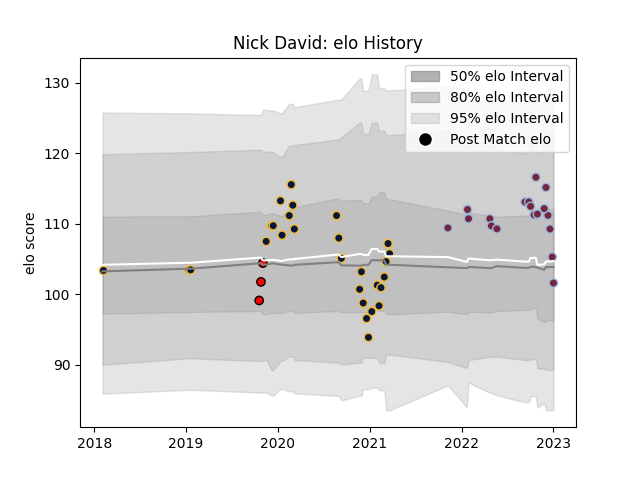 Nick David: elo History
50% elo Interval
80% elo Interval
95% elo Interval
Post Match elo
elo score
130
120
110
100
90
2018
2019
2020
2021
2022
2023